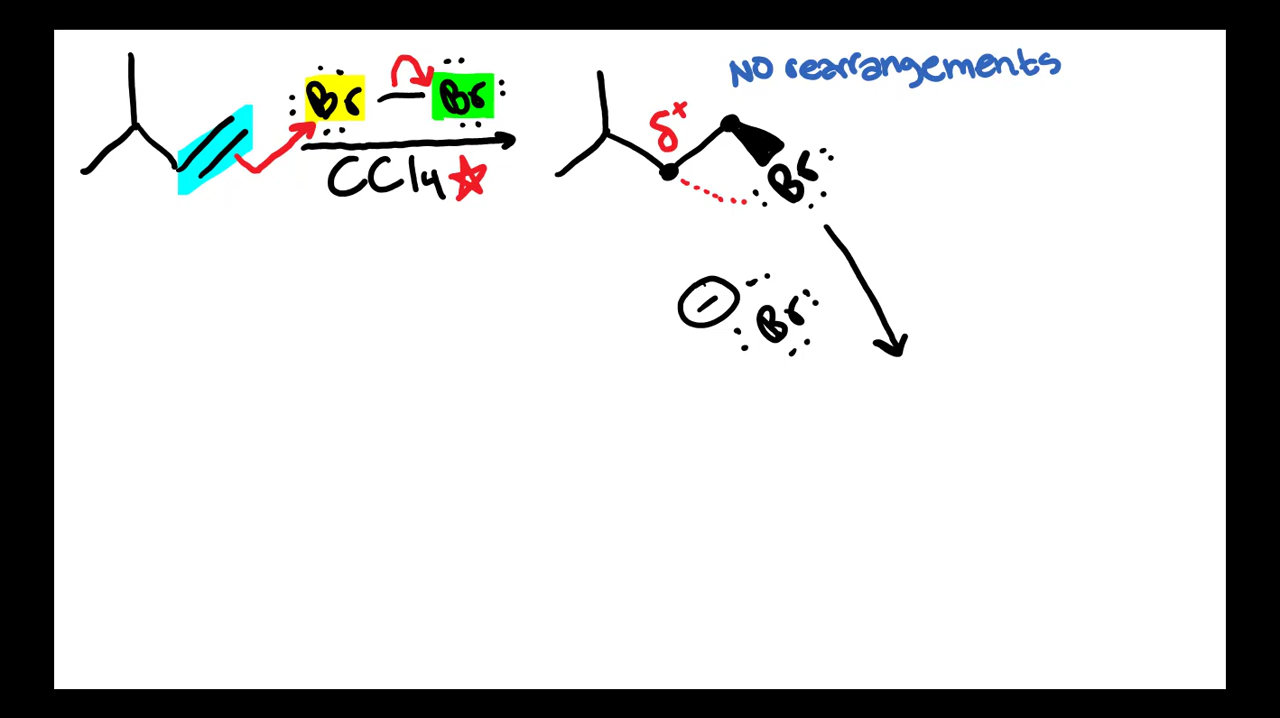 NO rearrangements
Br — Br
CCl4
δ+
Br
− Br